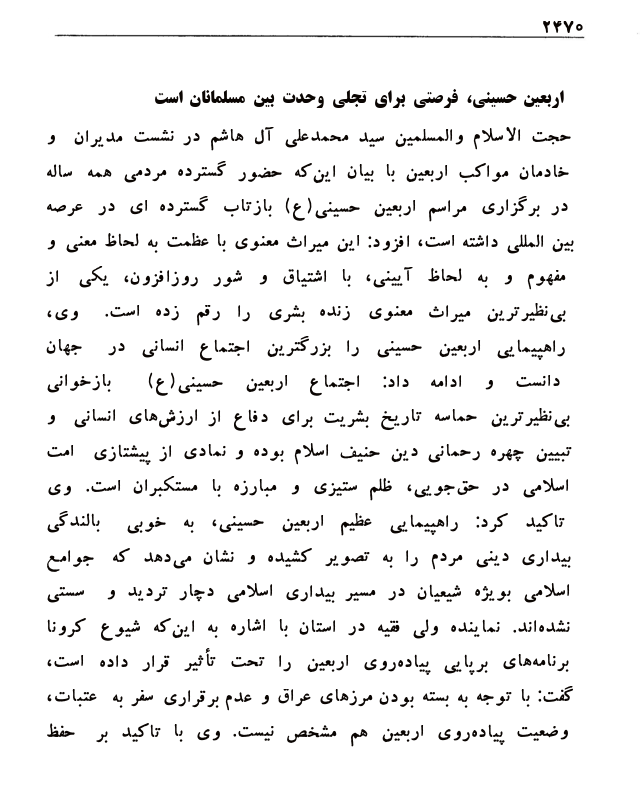 ۲۴۷۰
اربعین حسینی، فرصتی برای تجلی وحدت بین مسلمانان است
حجت الاسلام والمسلمین سید محمدعلی آل هاشم در نشست مدیران و
خادمان مواکب اربعین با بیان این‌که حضور گسترده مردمی همه ساله
در برگزاری مراسم اربعین حسینی(ع) بازتاب گسترده ای در عرصه
بین المللی داشته است، افزود: این میراث معنوی با عظمت به لحاظ معنی و
مفهوم و به لحاظ آیینی، با اشتیاق و شور روزافزون، یکی از
بی‌نظیرترین میراث معنوی زنده بشری را رقم زده است. وی،
راهپیمایی اربعین حسینی را بزرگترین اجتماع انسانی در جهان
دانست و ادامه داد: اجتماع اربعین حسینی(ع) بازخوانی
بی‌نظیرترین حماسه تاریخ بشریت برای دفاع از ارزش‌های انسانی و
تبیین چهره رحمانی دین حنیف اسلام بوده و نمادی از پیشتازی امت
اسلامی در حق‌جویی، ظلم ستیزی و مبارزه با مستکبران است. وی
تاکید کرد: راهپیمایی عظیم اربعین حسینی، به خوبی بالندگی
بیداری دینی مردم را به تصویر کشیده و نشان می‌دهد که جوامع
اسلامی بویژه شیعیان در مسیر بیداری اسلامی دچار تردید و سستی
نشده‌اند. نماینده ولی فقیه در استان با اشاره به این‌که شیوع کرونا
برنامه‌های برپایی پیاده‌روی اربعین را تحت تأثیر قرار داده است،
گفت: با توجه به بسته بودن مرزهای عراق و عدم برقراری سفر به عتبات،
وضعیت پیاده‌روی اربعین هم مشخص نیست. وی با تاکید بر حفظ